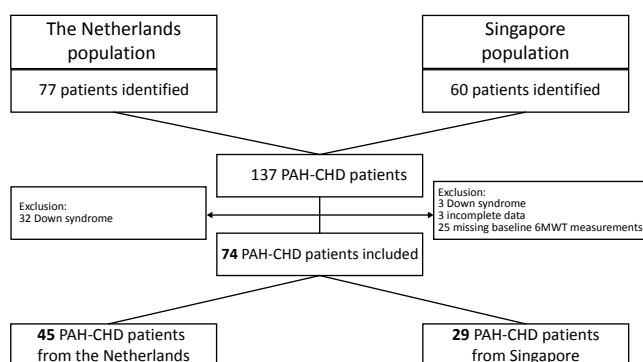 The Netherlands
population
77 patients identified
Singapore
population
60 patients identified
137 PAH-CHD patients
Exclusion:
32 Down syndrome
Exclusion:
3 Down syndrome
3 incomplete data
25 missing baseline 6MWT measurements
74 PAH-CHD patients included
45 PAH-CHD patients
from the Netherlands
29 PAH-CHD patients
from Singapore